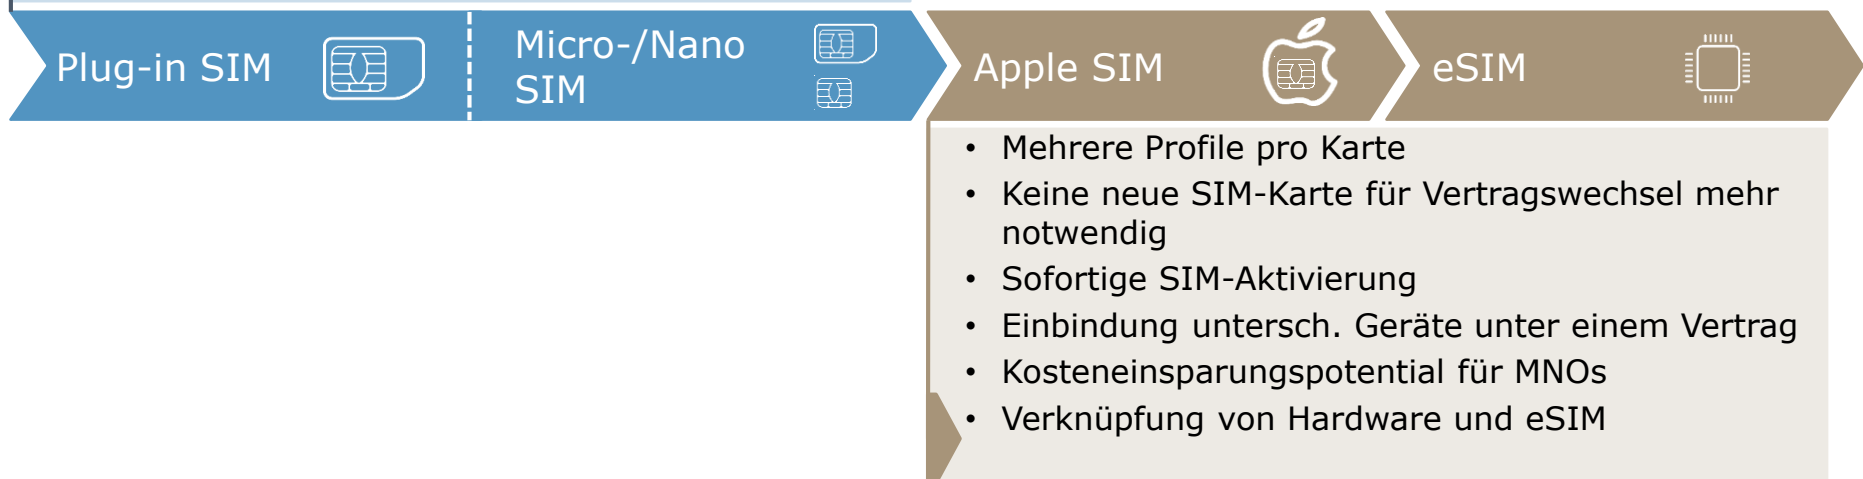 Plug-in SIM
Micro-/Nano
SIM
Apple SIM
eSIM
• Mehrere Profile pro Karte
• Keine neue SIM-Karte für Vertragswechsel mehr
notwendig
• Sofortige SIM-Aktivierung
• Einbindung untersch. Geräte unter einem Vertrag
• Kosteneinsparungspotential für MNOs
• Verknüpfung von Hardware und eSIM